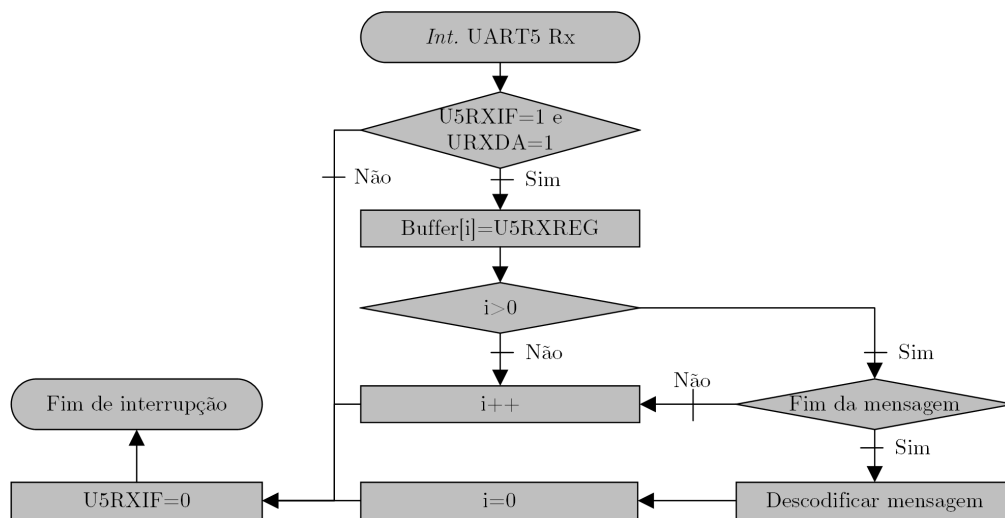 Int. UART5 Rx
U5RXIF=1 e
URXDA=1
Não
Sim
Buffer[i]=U5RXREG
i>0
Não
Sim
Não
Fim de interrupção
i++
Fim da mensagem
Sim
U5RXIF=0
i=0
Descodificar mensagem